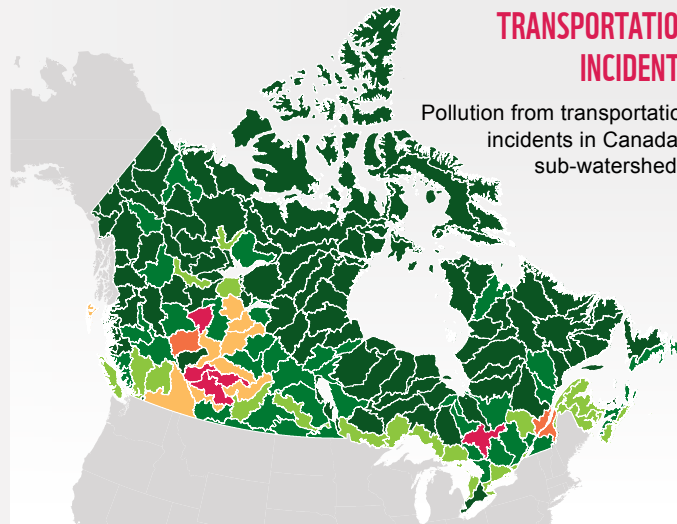 TRANSPORTATIO
INCIDENT
Pollution from transportatio
incidents in Canada
sub-watershed